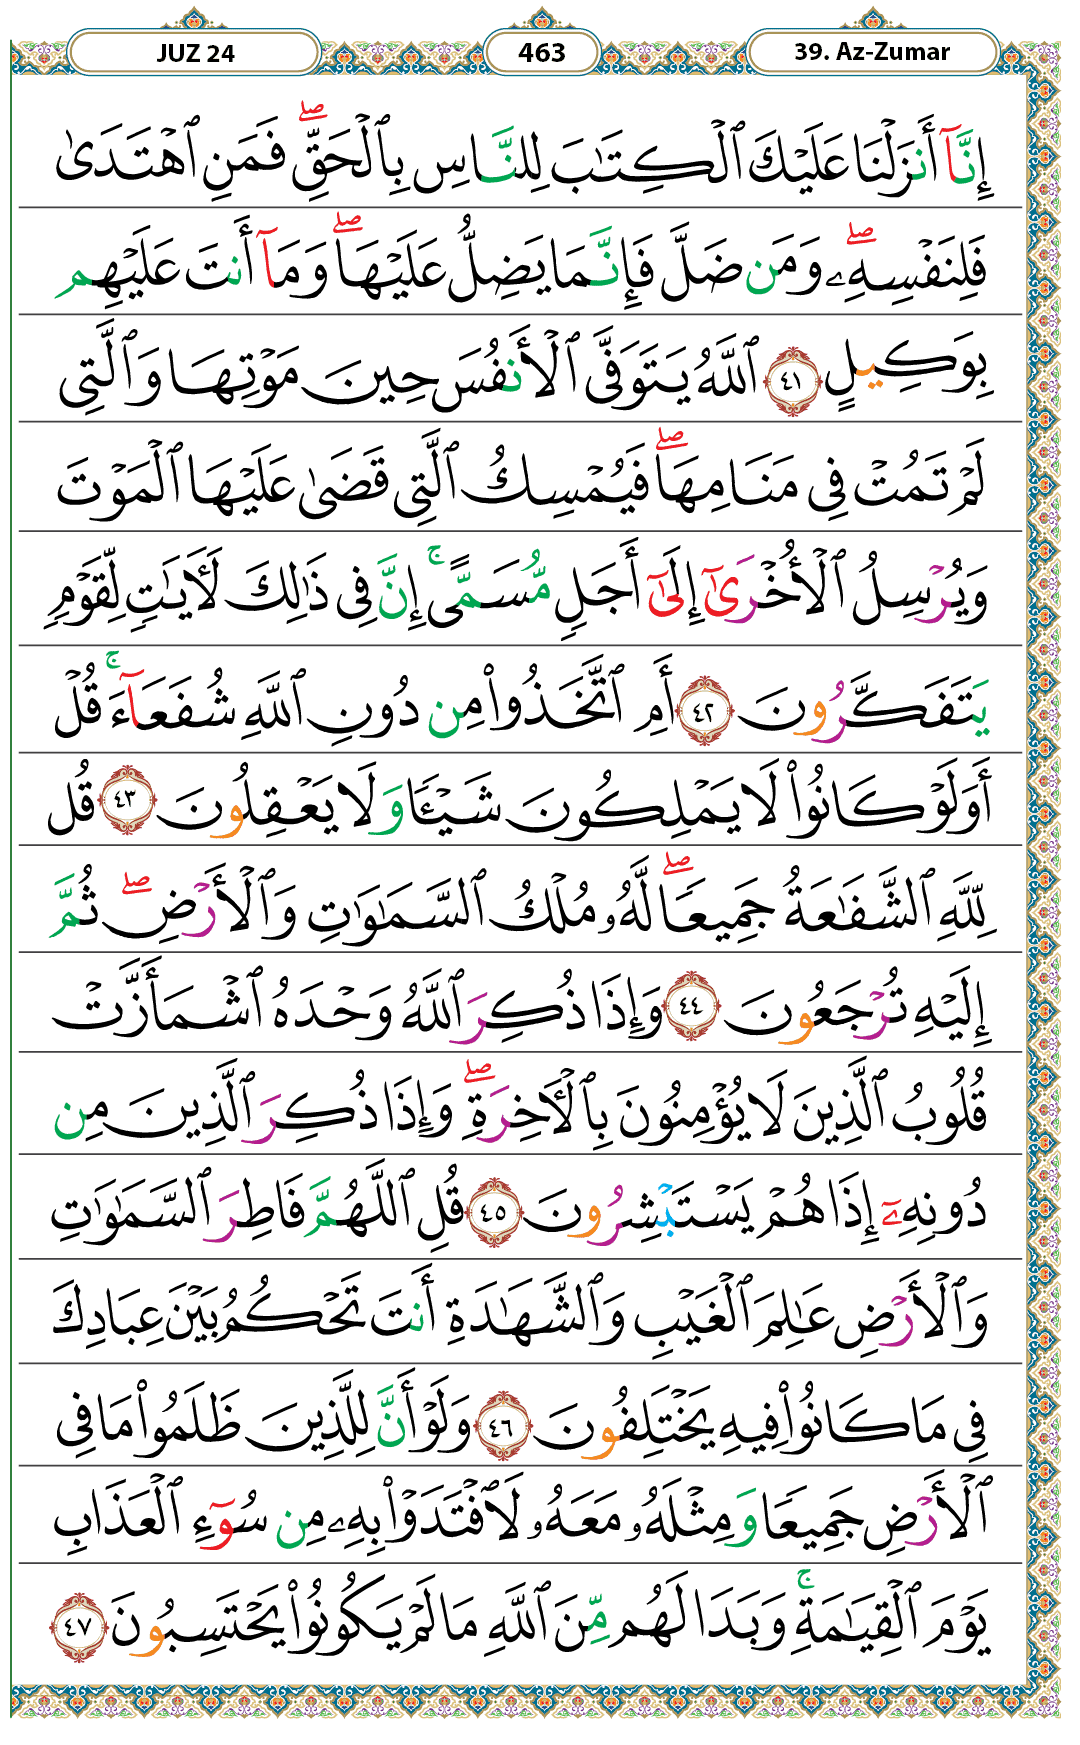 JUZ 24
463
39. Az-Zumar
إِنَّآ أَنزَلْنَا عَلَيْكَ ٱلْكِتَـٰبَ لِلنَّاسِ بِٱلْحَقِّ ۖ فَمَنِ ٱهْتَدَىٰ
فَلِنَفْسِهِۦ ۖ وَمَن ضَلَّ فَإِنَّمَا يَضِلُّ عَلَيْهَا ۖ وَمَآ أَنتَ عَلَيْهِم
بِوَكِيلٍ ٤١ ٱللَّهُ يَتَوَفَّى ٱلْأَنفُسَ حِينَ مَوْتِهَا وَٱلَّتِى
لَمْ تَمُتْ فِى مَنَامِهَا ۖ فَيُمْسِكُ ٱلَّتِى قَضَىٰ عَلَيْهَا ٱلْمَوْتَ
وَيُرْسِلُ ٱلْأُخْرَىٰٓ إِلَىٰٓ أَجَلٍ مُّسَمًّى ۚ إِنَّ فِى ذَٰلِكَ لَـَٔايَـٰتٍ لِّقَوْمٍ
يَتَفَكَّرُونَ ٤٢ أَمِ ٱتَّخَذُوا۟ مِن دُونِ ٱللَّهِ شُفَعَآءَ ۚ قُلْ
أَوَلَوْ كَانُوا۟ لَا يَمْلِكُونَ شَيْـًٔا وَلَا يَعْقِلُونَ ٤٣ قُل
لِّلَّهِ ٱلشَّفَـٰعَةُ جَمِيعًا ۖ لَّهُۥ مُلْكُ ٱلسَّمَـٰوَٰتِ وَٱلْأَرْضِ ۖ ثُمَّ
إِلَيْهِ تُرْجَعُونَ ٤٤ وَإِذَا ذُكِرَ ٱللَّهُ وَحْدَهُ ٱشْمَأَزَّتْ
قُلُوبُ ٱلَّذِينَ لَا يُؤْمِنُونَ بِٱلْـَٔاخِرَةِ ۖ وَإِذَا ذُكِرَ ٱلَّذِينَ مِن
دُونِهِۦٓ إِذَا هُمْ يَسْتَبْشِرُونَ ٤٥ قُلِ ٱللَّهُمَّ فَاطِرَ ٱلسَّمَـٰوَٰتِ
وَٱلْأَرْضِ عَـٰلِمَ ٱلْغَيْبِ وَٱلشَّهَـٰدَةِ أَنتَ تَحْكُمُ بَيْنَ عِبَادِكَ
فِى مَا كَانُوا۟ فِيهِ يَخْتَلِفُونَ ٤٦ وَلَوْ أَنَّ لِلَّذِينَ ظَلَمُوا۟ مَا فِى
ٱلْأَرْضِ جَمِيعًا وَمِثْلَهُۥ مَعَهُۥ لَٱفْتَدَوْا۟ بِهِۦ مِن سُوٓءِ ٱلْعَذَابِ
يَوْمَ ٱلْقِيَـٰمَةِ ۚ وَبَدَا لَهُم مِّنَ ٱللَّهِ مَا لَمْ يَكُونُوا۟ يَحْتَسِبُونَ ٤٧